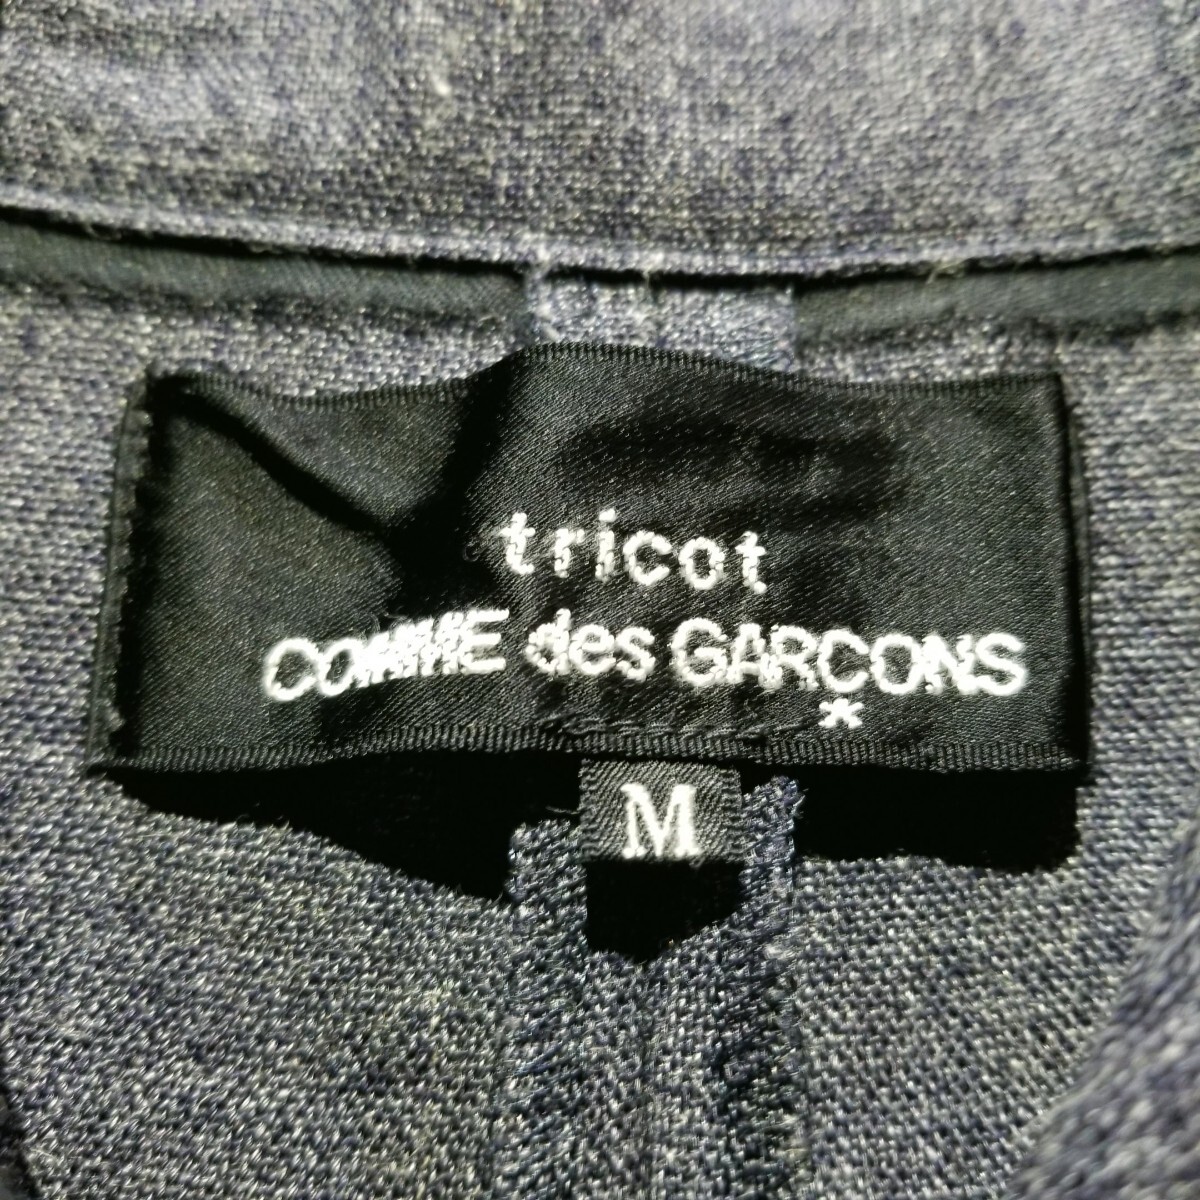 tricot
COMME des GARCONS
*
M